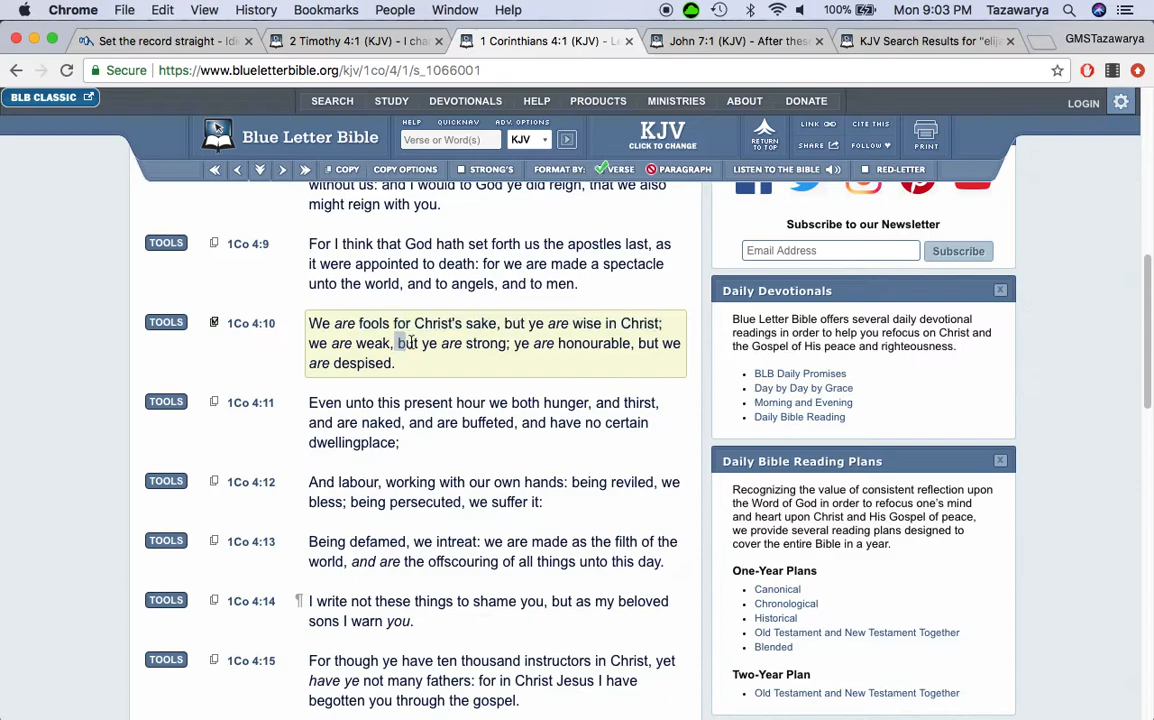 Chrome File Edit View History Bookmarks People Window Help 100% Mon 9:03 PM Tazawarya
Set the record straight - Idi
2 Timothy 4:1 (KJV) - I cha
1 Corinthians 4:1 (KJV) - Le
John 7:1 (KJV) - After thes
KJV Search Results for "elija
GMSTazawarya
Secure https://www.blueletterbible.org/kjv/1co/4/1/s_1066001
BLB CLASSIC
SEARCH STUDY DEVOTIONALS HELP PRODUCTS MINISTRIES ABOUT DONATE
LOGIN
Blue Letter Bible
HELP QUICKNAV ADV. OPTIONS
Verse or Word(s) KJV
KJV
CLICK TO CHANGE
RETURN
TO TOP
LINK CITE THIS
SHARE FOLLOW
PRINT
COPY COPY OPTIONS STRONG'S FORMAT BY: VERSE PARAGRAPH LISTEN TO THE BIBLE RED-LETTER
without us: and I would to God ye did reign, that we also
might reign with you.
TOOLS 1Co 4:9 For I think that God hath set forth us the apostles last, as
it were appointed to death: for we are made a spectacle
unto the world, and to angels, and to men.
TOOLS 1Co 4:10 We are fools for Christ's sake, but ye are wise in Christ;
we are weak, but ye are strong; ye are honourable, but we
are despised.
TOOLS 1Co 4:11 Even unto this present hour we both hunger, and thirst,
and are naked, and are buffeted, and have no certain
dwellingplace;
TOOLS 1Co 4:12 And labour, working with our own hands: being reviled, we
bless; being persecuted, we suffer it:
TOOLS 1Co 4:13 Being defamed, we intreat: we are made as the filth of the
world, and are the offscouring of all things unto this day.
TOOLS 1Co 4:14 ¶ I write not these things to shame you, but as my beloved
sons I warn you.
TOOLS 1Co 4:15 For though ye have ten thousand instructors in Christ, yet
have ye not many fathers: for in Christ Jesus I have
begotten you through the gospel.
Subscribe to our Newsletter
Email Address Subscribe
Daily Devotionals
Blue Letter Bible offers several daily devotional
readings in order to help you refocus on Christ and
the Gospel of His peace and righteousness.
BLB Daily Promises
Day by Day by Grace
Morning and Evening
Daily Bible Reading
Daily Bible Reading Plans
Recognizing the value of consistent reflection upon
the Word of God in order to refocus one's mind
and heart upon Christ and His Gospel of peace,
we provide several reading plans designed to
cover the entire Bible in a year.
One-Year Plans
Canonical
Chronological
Historical
Old Testament and New Testament Together
Blended
Two-Year Plan
Old Testament and New Testament Together